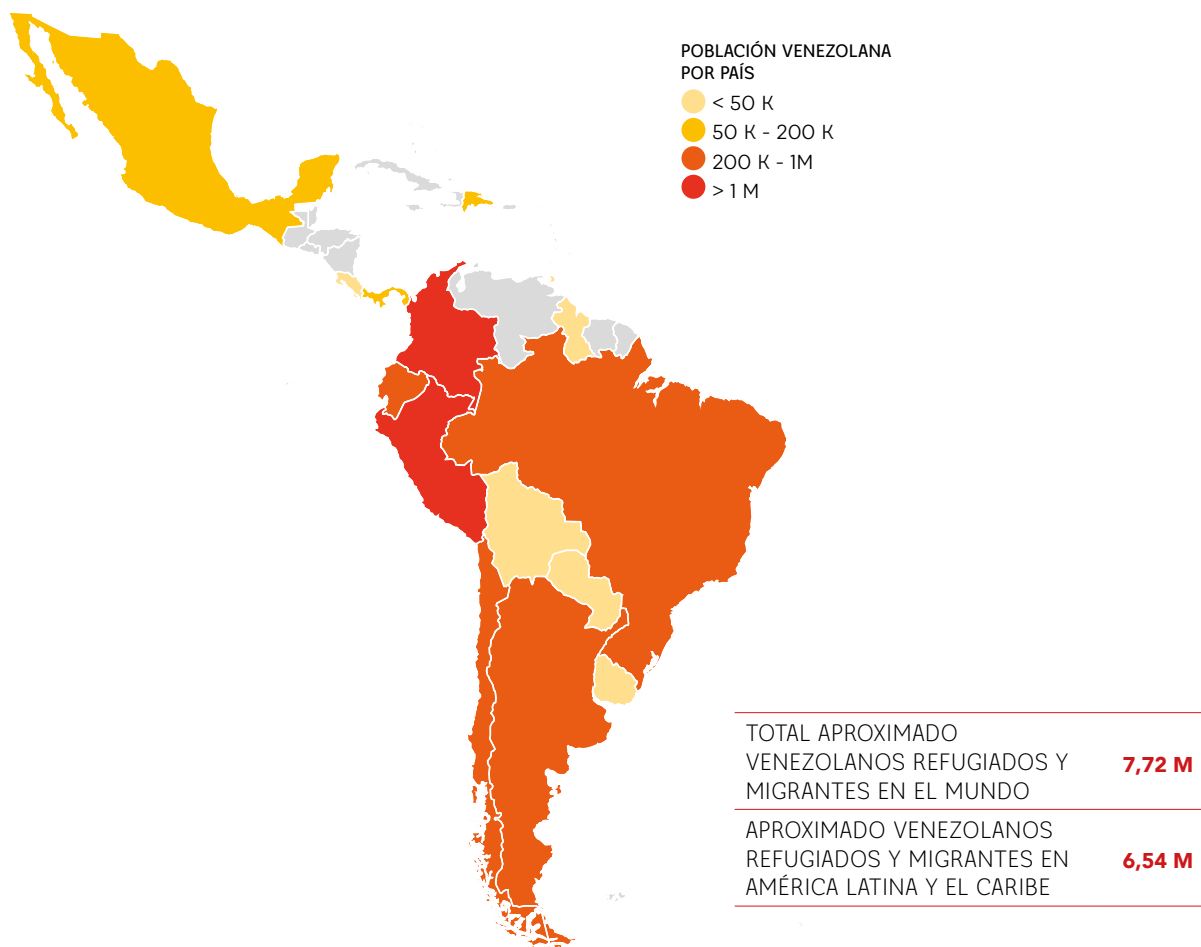 POBLACIÓN VENEZOLANA
POR PAÍS
< 50 K
50 K - 200 K
200 K - 1M
> 1 M
TOTAL APROXIMADO
VENEZOLANOS REFUGIADOS Y
MIGRANTES EN EL MUNDO
7,72 M
APROXIMADO VENEZOLANOS
REFUGIADOS Y MIGRANTES EN
AMÉRICA LATINA Y EL CARIBE
6,54 M